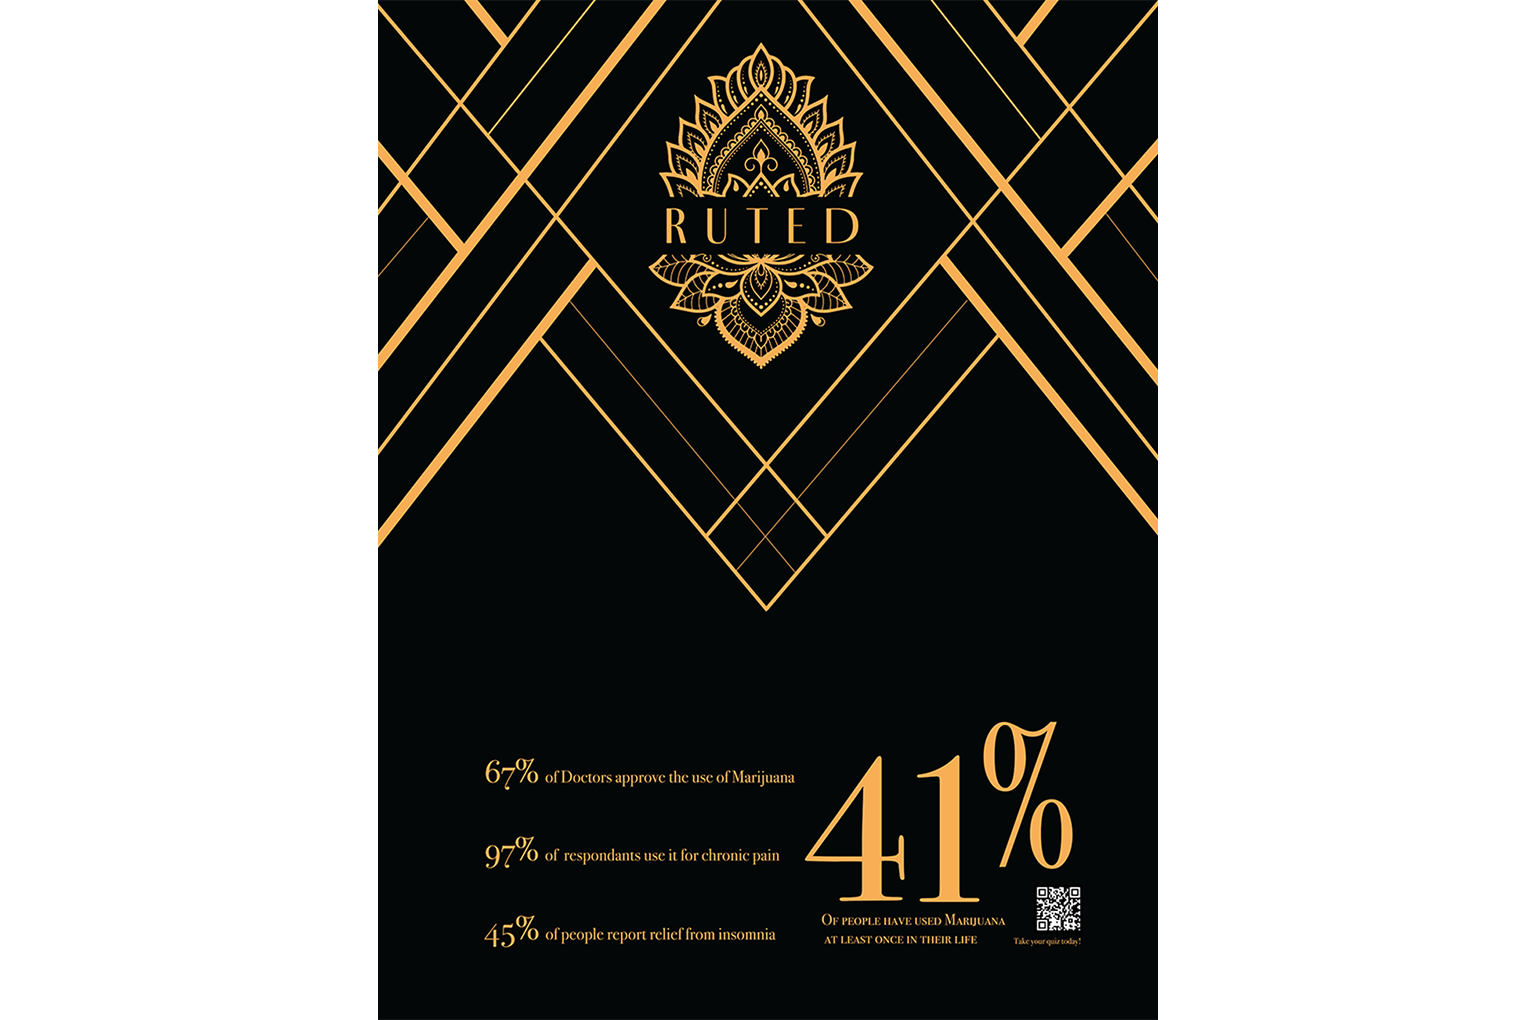 RUTED
67% of Doctors approve the use of Marijuana
97% of respondants use it for chronic pain
45% of people report relief from insomnia
41%
Of people have used Marijuana
at least once in their life
Take your quiz today!